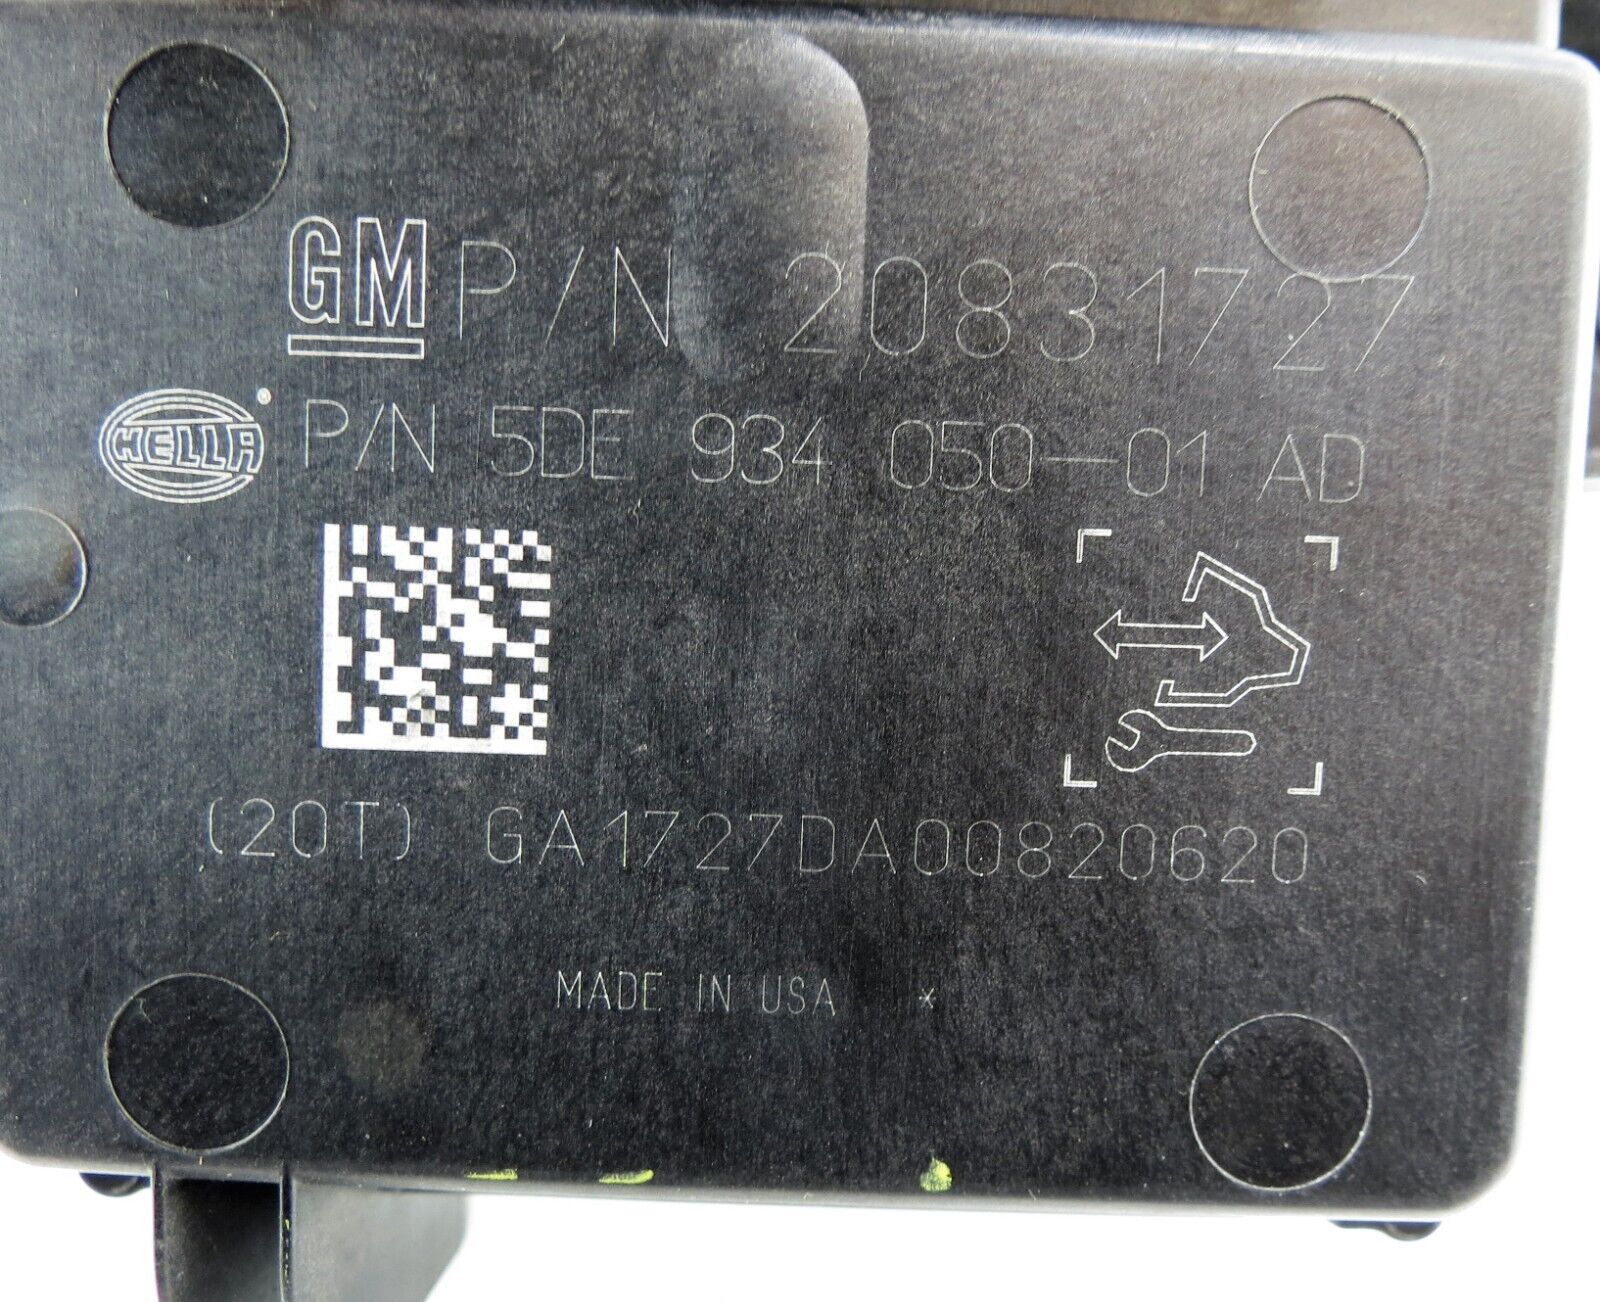 GM P/N 20831727
HELLA® P/N 5DE 934 050-01 AD
(20T) GA1727DA00820620
MADE IN USA *